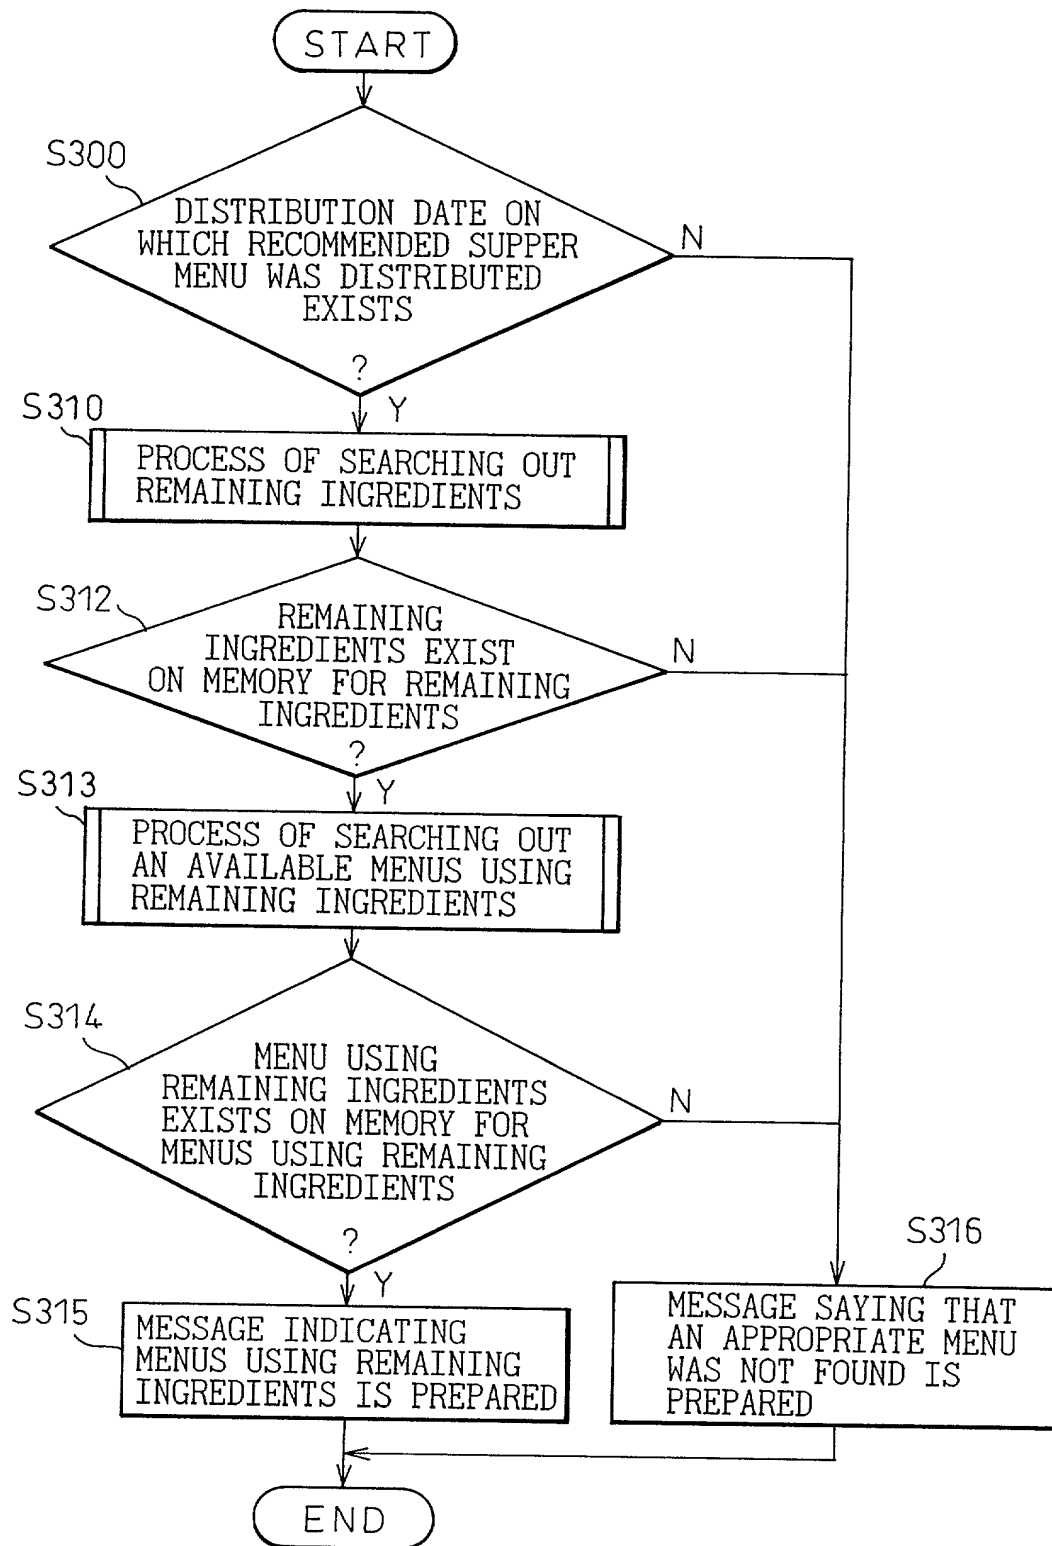 START
S300
DISTRIBUTION DATE ON
WHICH RECOMMENDED SUPPER
MENU WAS DISTRIBUTED
EXISTS
?
N
Y
S310
PROCESS OF SEARCHING OUT
REMAINING INGREDIENTS
S312
REMAINING
INGREDIENTS EXIST
ON MEMORY FOR REMAINING
INGREDIENTS
?
N
Y
S313
PROCESS OF SEARCHING OUT
AN AVAILABLE MENUS USING
REMAINING INGREDIENTS
S314
MENU USING
REMAINING INGREDIENTS
EXISTS ON MEMORY FOR
MENUS USING REMAINING
INGREDIENTS
?
N
Y
S315
MESSAGE INDICATING
MENUS USING REMAINING
INGREDIENTS IS PREPARED
S316
MESSAGE SAYING THAT
AN APPROPRIATE MENU
WAS NOT FOUND IS
PREPARED
END